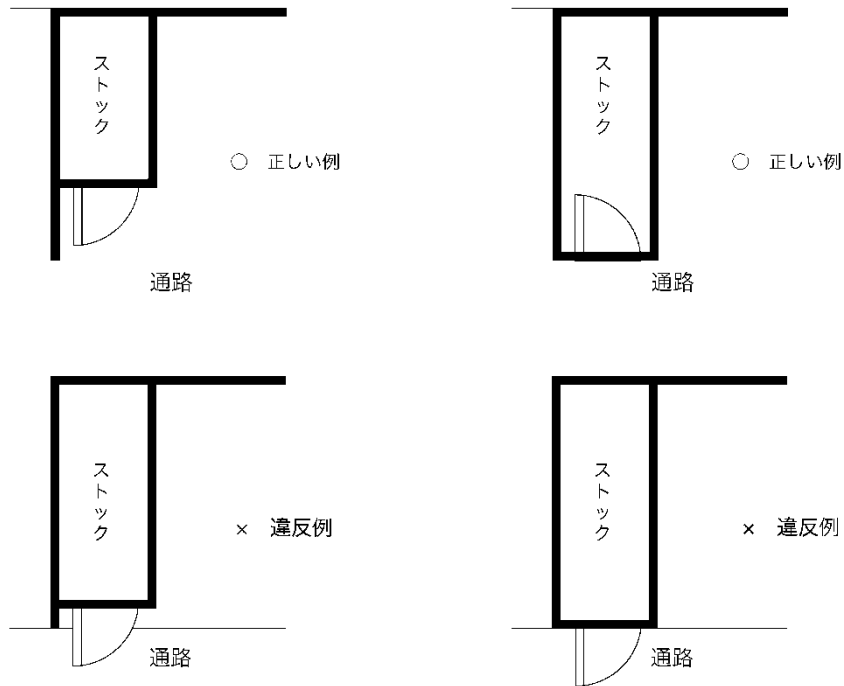 ストック
○ 正しい例
通路
ストック
○ 正しい例
通路
ストック
× 違反例
通路
ストック
× 違反例
通路